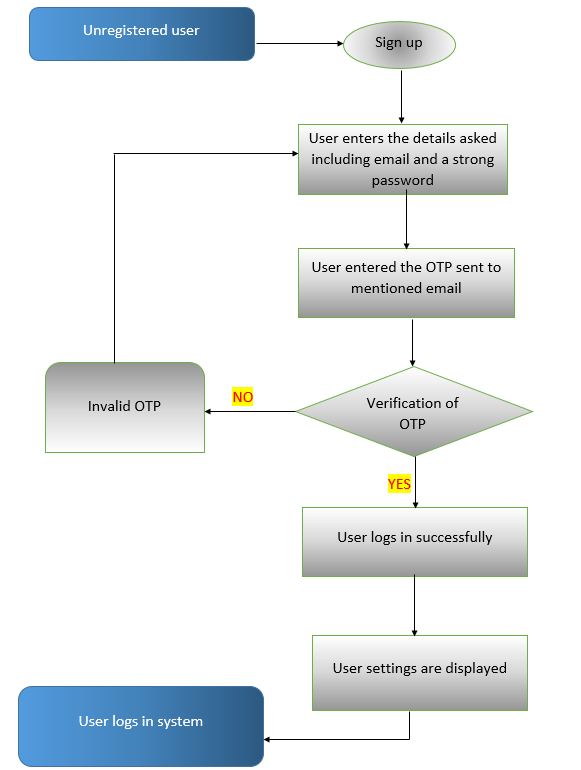 Unregistered user
Sign up
User enters the details asked
including email and a strong
password
User entered the OTP sent to
mentioned email
Verification of
OTP
NO
Invalid OTP
YES
User logs in successfully
User settings are displayed
User logs in system